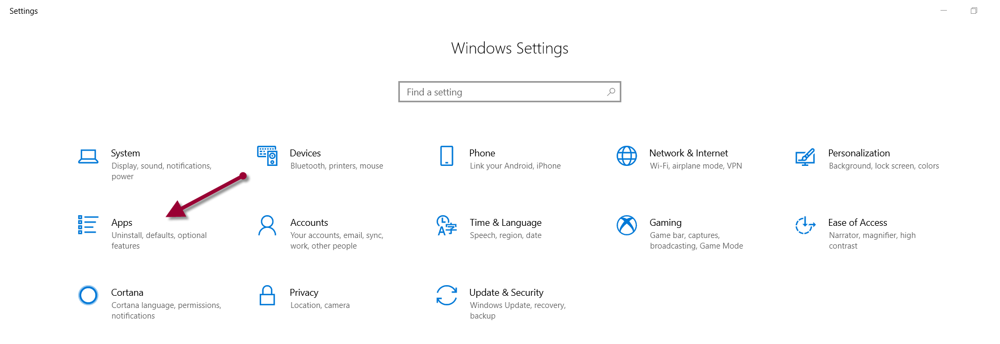 Settings
Windows Settings
Find a setting
System
Display, sound, notifications,
power
Devices
Bluetooth, printers, mouse
Phone
Link your Android, iPhone
Network & Internet
Wi-Fi, airplane mode, VPN
Personalization
Background, lock screen, colors
Apps
Uninstall, defaults, optional
features
Accounts
Your accounts, email, sync,
work, other people
Time & Language
Speech, region, date
Gaming
Game bar, captures,
broadcasting, Game Mode
Ease of Access
Narrator, magnifier, high
contrast
Cortana
Cortana language, permissions,
notifications
Privacy
Location, camera
Update & Security
Windows Update, recovery,
backup